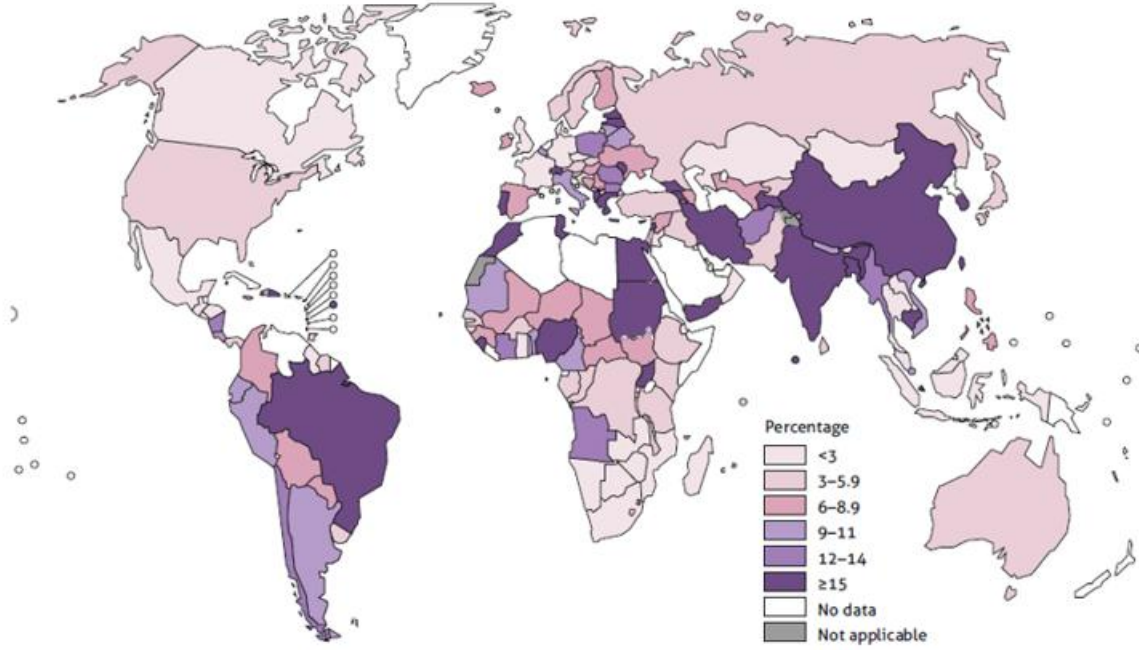 Percentage
<3
3–5.9
6–8.9
9–11
12–14
≥15
No data
Not applicable